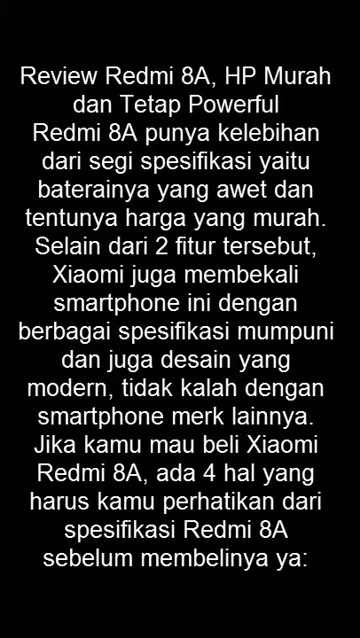 Review Redmi 8A, HP Murah
dan Tetap Powerful
Redmi 8A punya kelebihan
dari segi spesifikasi yaitu
baterainya yang awet dan
tentunya harga yang murah.
Selain dari 2 fitur tersebut,
Xiaomi juga membekali
smartphone ini dengan
berbagai spesifikasi mumpuni
dan juga desain yang
modern, tidak kalah dengan
smartphone merk lainnya.
Jika kamu mau beli Xiaomi
Redmi 8A, ada 4 hal yang
harus kamu perhatikan dari
spesifikasi Redmi 8A
sebelum membelinya ya: